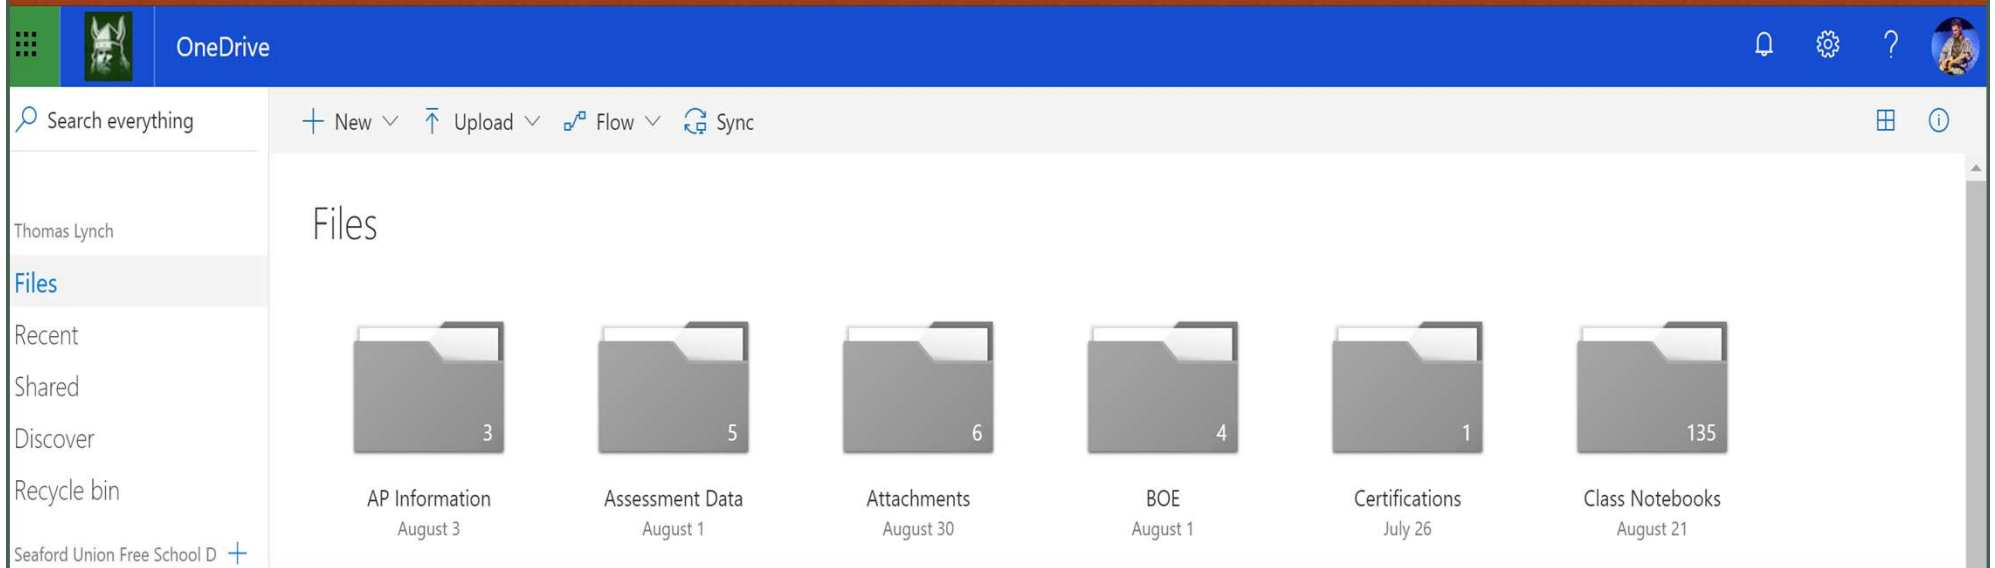 OneDrive
?
Search everything
New Upload Flow Sync
Thomas Lynch
Files
Recent
Shared
Discover
Recycle bin
Seaford Union Free School D
Files
3 5 6 4 1 135
AP Information Assessment Data Attachments BOE Certifications Class Notebooks
August 3 August 1 August 30 August 1 July 26 August 21